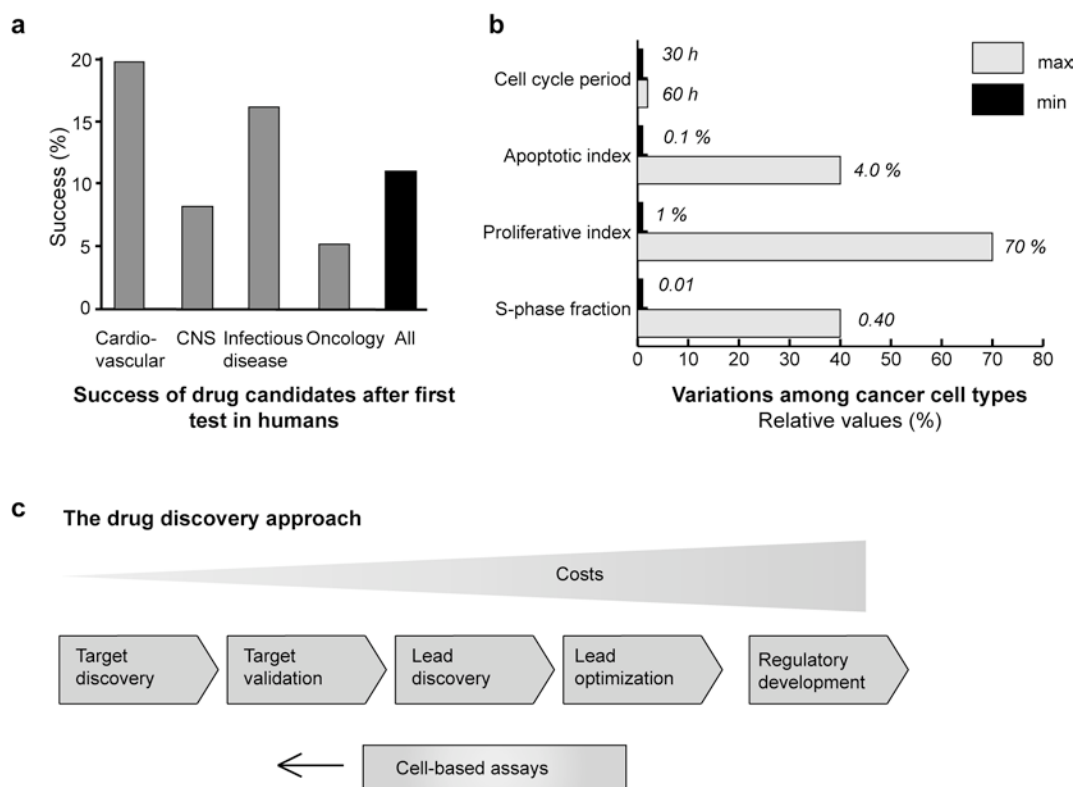 a
20
15
10
5
0
Success (%)
Cardio-
vascular
CNS
Infectious
disease
Oncology
All
Success of drug candidates after first
test in humans
b
max
min
Cell cycle period
30 h
60 h
Apoptotic index
0.1 %
4.0 %
Proliferative index
1 %
70 %
S-phase fraction
0.01
0.40
0 10 20 30 40 50 60 70 80
Variations among cancer cell types
Relative values (%)
c
The drug discovery approach
Costs
Target
discovery
Target
validation
Lead
discovery
Lead
optimization
Regulatory
development
Cell-based assays